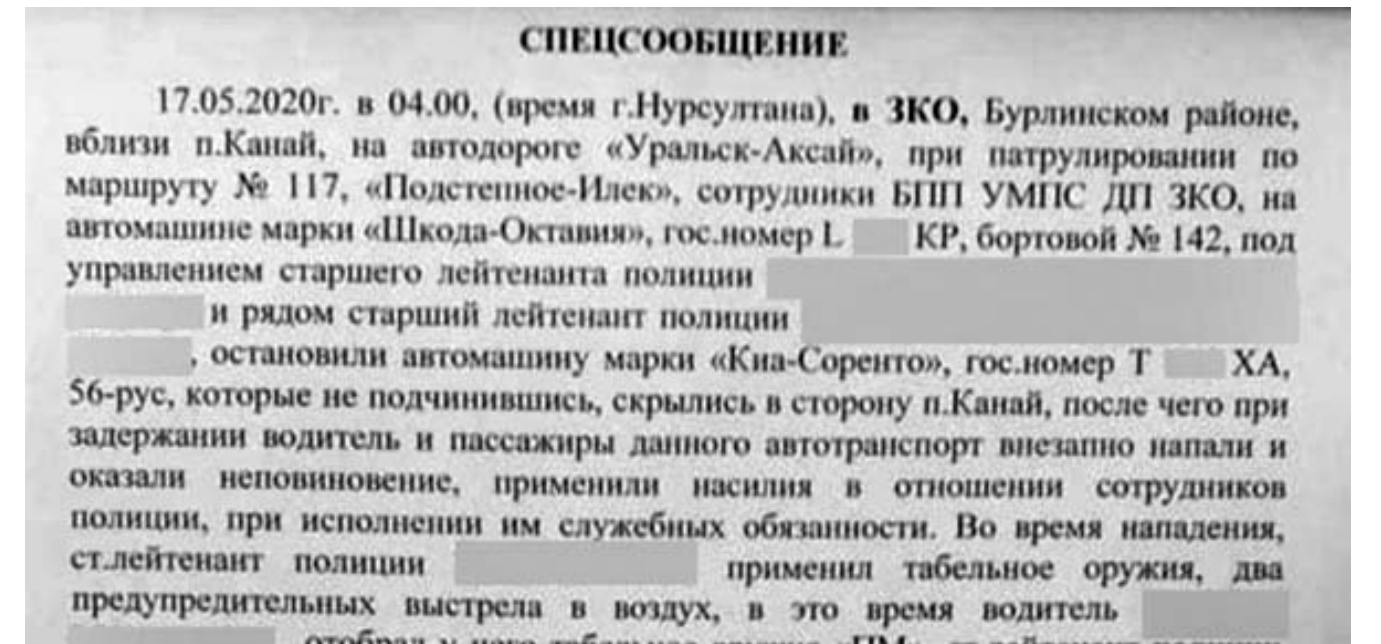 СПЕЦСООБЩЕНИЕ
17.05.2020г. в 04.00, (время г.Нурсултана), в ЗКО, Бурлинском районе,
вблизи п.Канай, на автодороге «Уральск-Аксай», при патрулировании по
маршруту № 117, «Подстепное-Илек», сотрудники БПП УМПС ДП ЗКО, на
автомашине марки «Шкода-Октавия», гос.номер L КР, бортовой № 142, под
управлением старшего лейтенанта полиции
и рядом старший лейтенант полиции
, остановили автомашину марки «Киа-Соренто», гос.номер Т ХА,
56-рус, которые не подчинившись, скрылись в сторону п.Канай, после чего при
задержании водитель и пассажиры данного автотранспорт внезапно напали и
оказали неповиновение, применили насилия в отношении сотрудников
полиции, при исполнении им служебных обязанности. Во время нападения,
ст.лейтенант полиции применил табельное оружия, два
предупредительных выстрела в воздух, в это время водитель